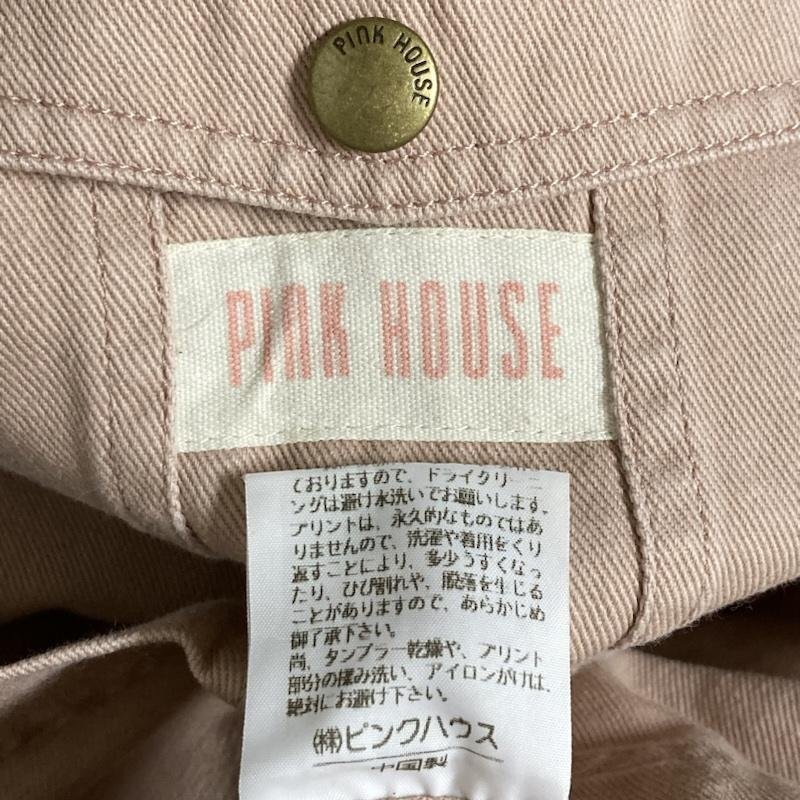 PINK HOUSE
PINK HOUSE
ておりますので、ドライクリーニ
ングは避け水洗いでお願いします。
プリントは、永久的なものではあ
りませんので、洗濯や着用をくり
返すことにより、多少うすくなっ
たり、ひび割れや、脱落を生じる
ことがありますので、あらかじめ
御了承下さい。
尚、タンブラー乾燥や、プリント
部分の揉み洗い、アイロンがけは、
絶対にお避け下さい。
㈱ピンクハウス
中国製